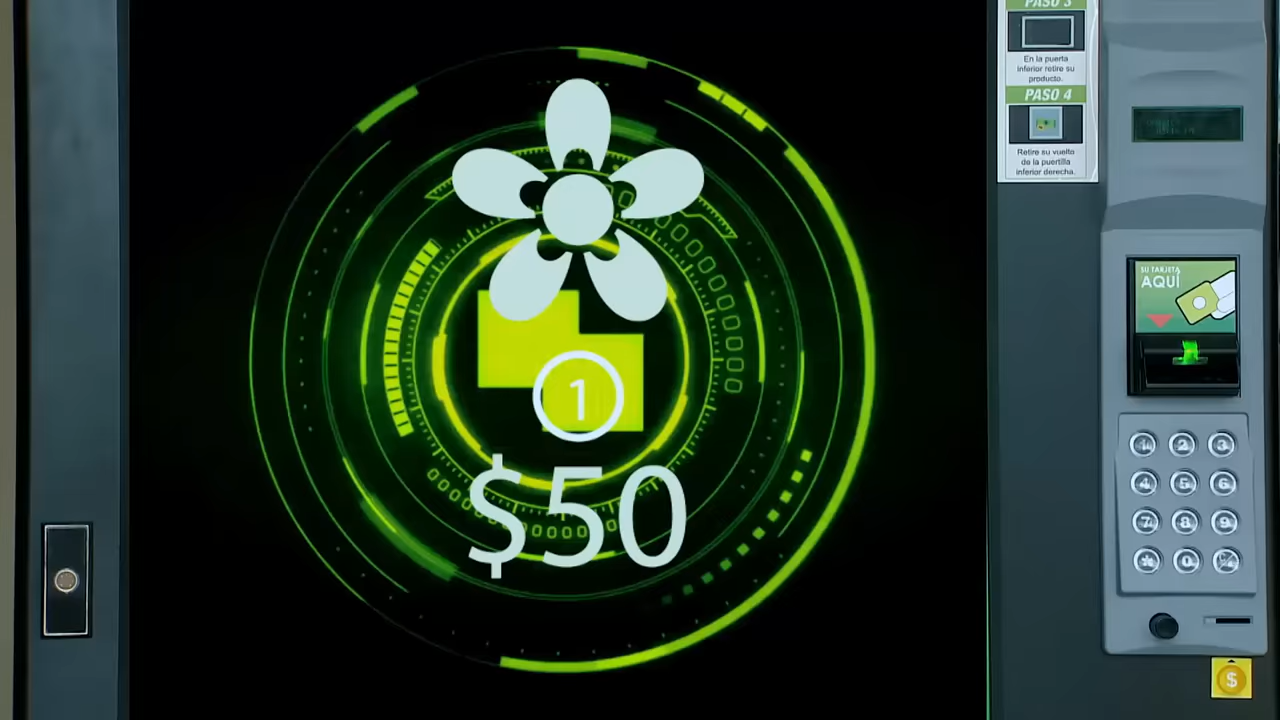 PASO 3
En la puerta
inferior retire su
producto.
PASO 4
Retire su vuelto
de la puertilla
inferior derecha.
SU TARJETA
AQUÍ
1
$50
1 2 3
4 5 6
7 8 9
* 0
$